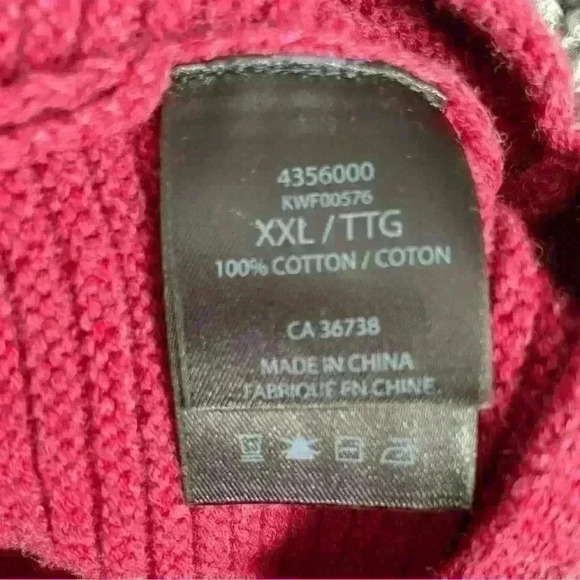 4356000
KWF00576
XXL / TTG
100% COTTON / COTON
CA 36738
MADE IN CHINA
FABRIQUÉ EN CHINE